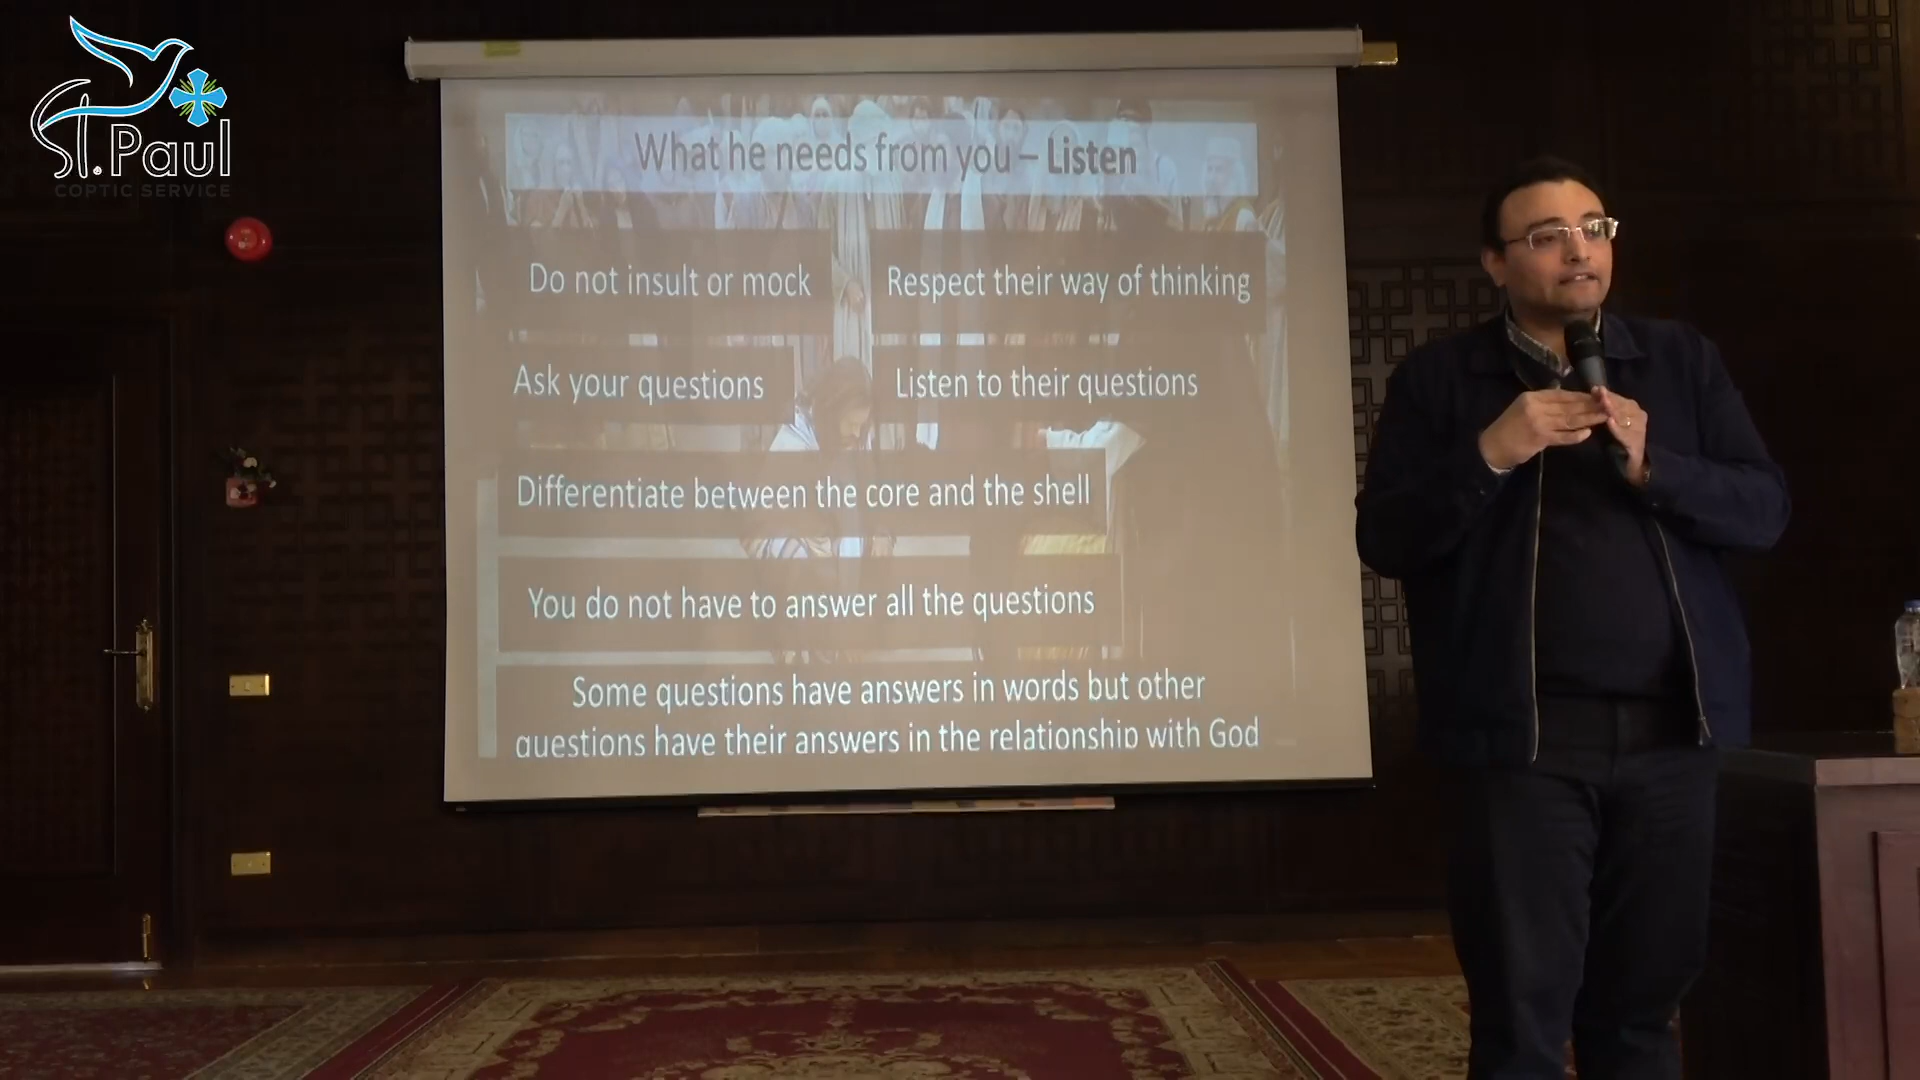 St.Paul
COPTIC SERVICE
What he needs from you – Listen
Do not insult or mock
Respect their way of thinking
Ask your questions
Listen to their questions
Differentiate between the core and the shell
You do not have to answer all the questions
Some questions have answers in words but other
questions have their answers in the relationship with God